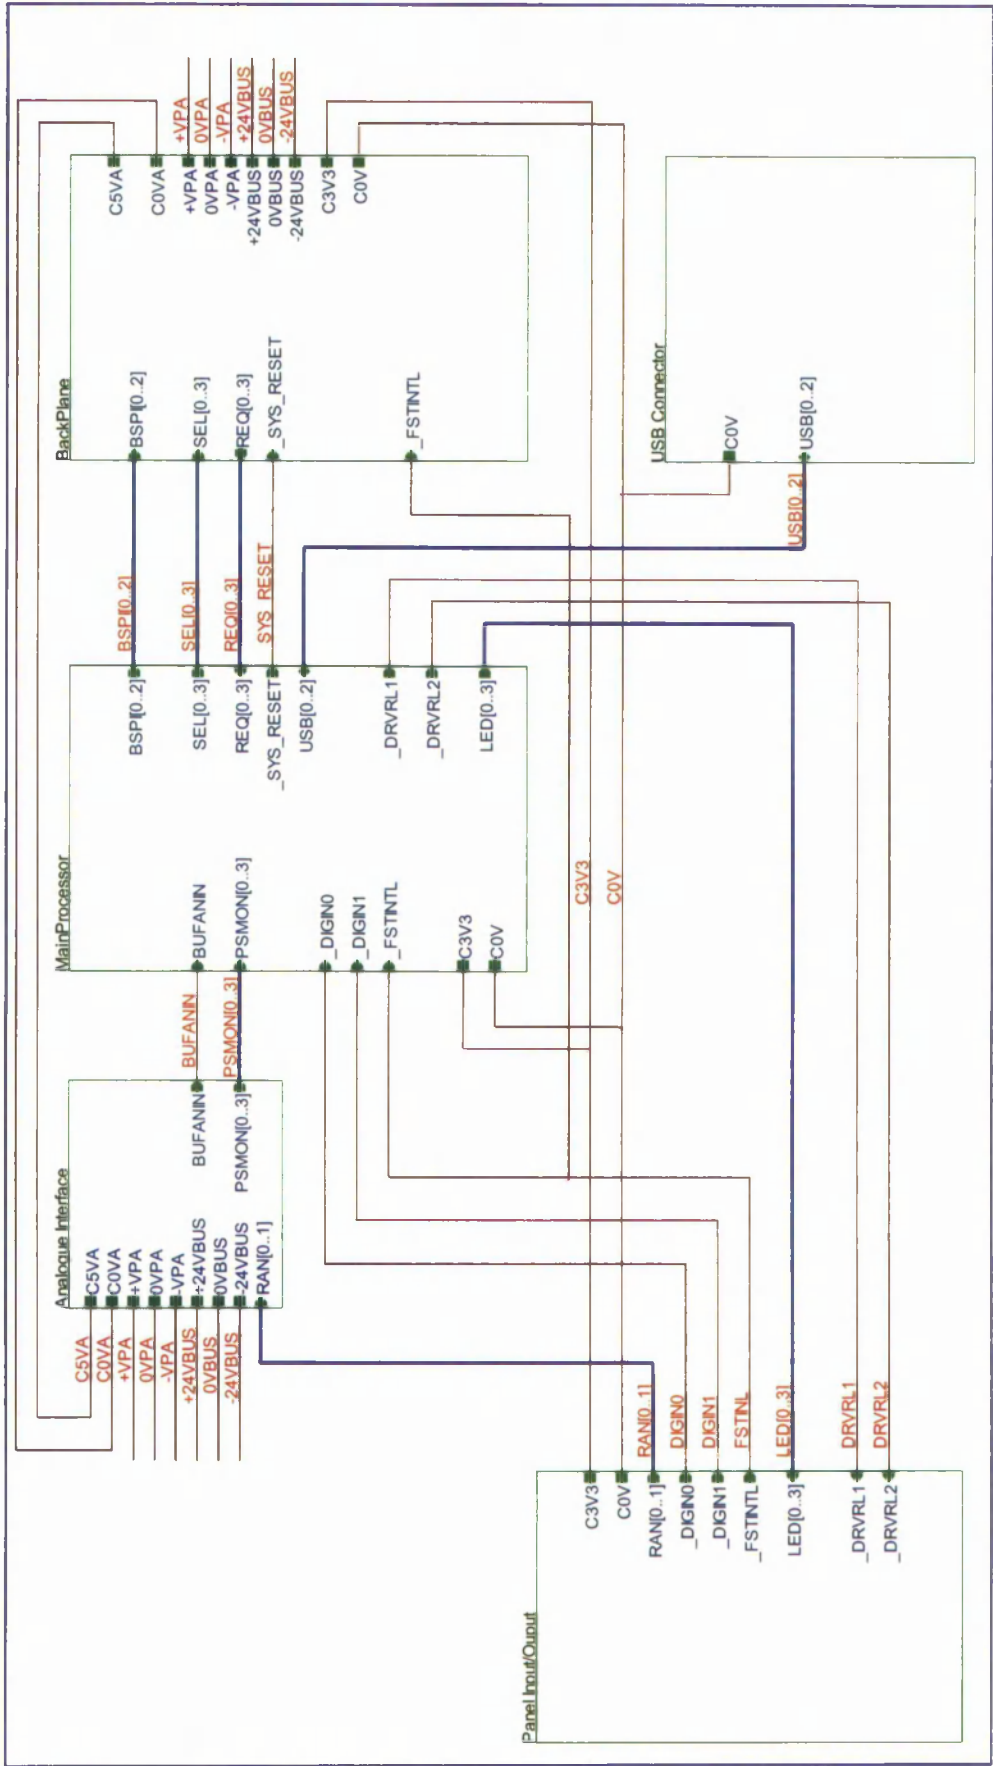 Analogue Interface
C5VA
C0VA
+VPA
0VPA
-VPA
+24VBUS
0VBUS
-24VBUS
C5VA
C0VA
+VPA
0VPA
-VPA
+24VBUS
0VBUS
-24VBUS
RAN[0..1]
BUFANIN
PSMON[0..3]
BUFANIN
PSMON[0..3]
MainProcessor
BUFANIN
PSMON[0..3]
_DIGIN0
_DIGIN1
_FSTINTL
C3V3
C0V
BSPI[0..2]
SEL[0..3]
REQ[0..3]
_SYS_RESET
USB[0..2]
_DRVRL1
_DRVRL2
LED[0..3]
BSPI[0..2]
SEL[0..3]
REQ[0..3]
SYS RESET
BackPlane
BSPI[0..2]
SEL[0..3]
REQ[0..3]
_SYS_RESET
_FSTINTL
C5VA
C0VA
+VPA
0VPA
-VPA
+24VBUS
0VBUS
-24VBUS
C3V3
C0V
+VPA
0VPA
-VPA
+24VBUS
0VBUS
-24VBUS
Panel Input/Ouput
C3V3
C0V
RAN[0..1]
_DIGIN0
_DIGIN1
_FSTINTL
LED[0..3]
_DRVRL1
_DRVRL2
RAN[0..1]
DIGIN0
DIGIN1
FSTINL
LED[0..3]
DRVRL1
DRVRL2
C3V3
C0V
USB Connector
C0V
USB[0..2]
USB[0..2]